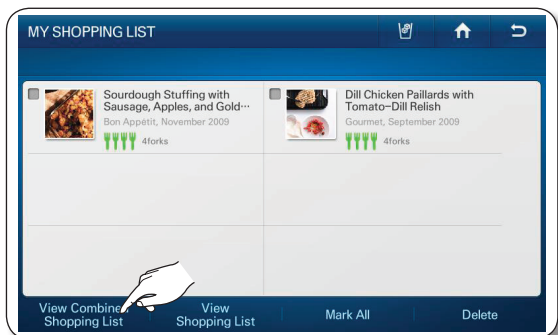 MY SHOPPING LIST
Sourdough Stuffing with
Sausage, Apples, and Gold···
Bon Appétit, November 2009
4forks
Dill Chicken Paillards with
Tomato-Dill Relish
Gourmet, September 2009
4forks
View Combine
Shopping List
View
Shopping List
Mark All
Delete